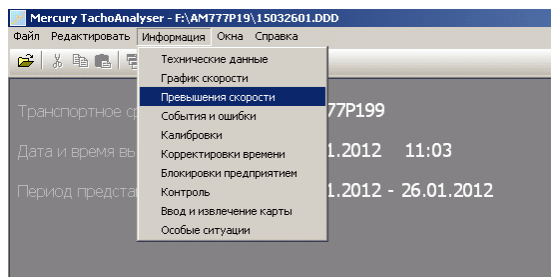 Mercury TachoAnalyser - F:\AM777P19\15032601.DDD
Файл Редактировать Информация Окна Справка
Технические данные
График скорости
Превышения скорости
События и ошибки
Калибровки
Корректировки времени
Блокировки предприятием
Контроль
Ввод и извлечение карты
Особые ситуации
Транспортное с 77P199
Дата и время вы 1.2012 11:03
Период предста 1.2012 - 26.01.2012